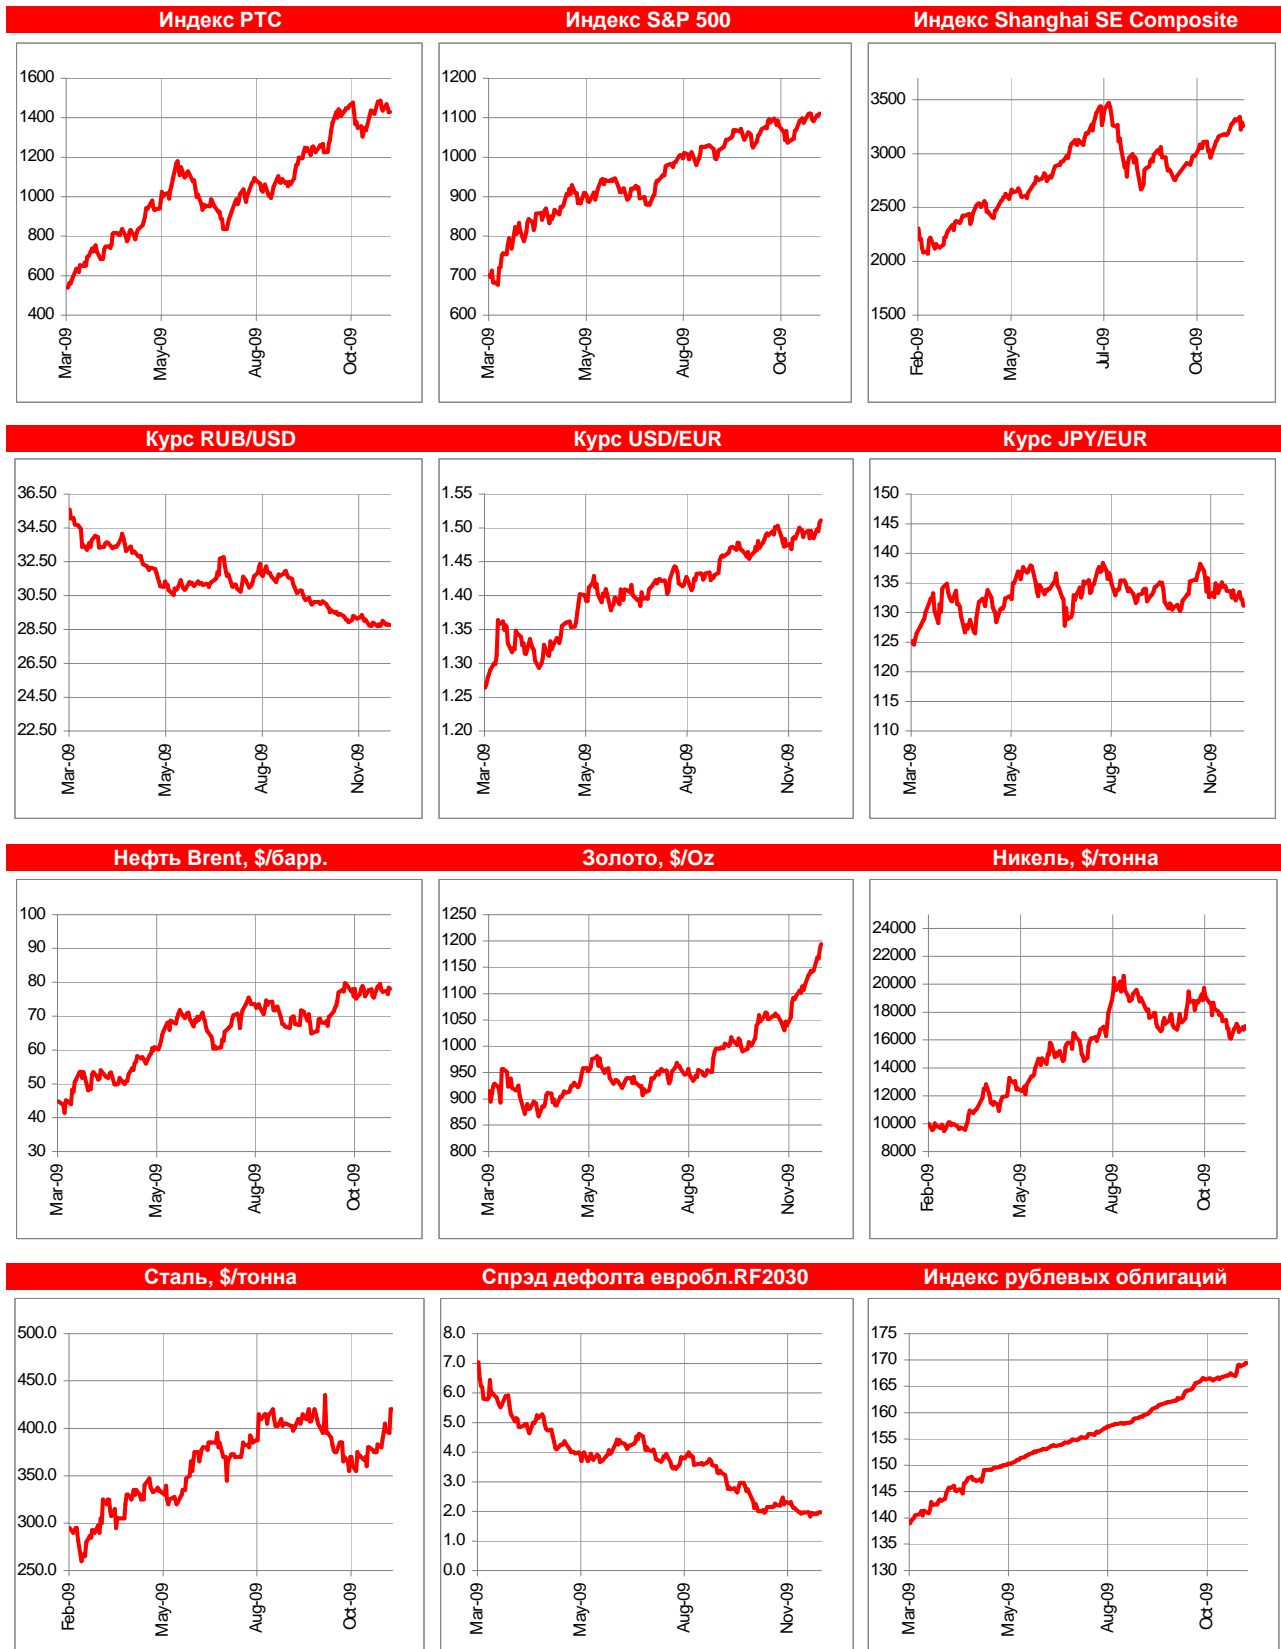 Индекс РТС
1600
1400
1200
1000
800
600
400
Mar-09
May-09
Aug-09
Oct-09
Индекс S&P 500
1200
1100
1000
900
800
700
600
Mar-09
May-09
Aug-09
Oct-09
Индекс Shanghai SE Composite
3500
3000
2500
2000
1500
Feb-09
May-09
Jul-09
Oct-09
Курс RUB/USD
36.50
34.50
32.50
30.50
28.50
26.50
24.50
22.50
Mar-09
May-09
Aug-09
Nov-09
Курс USD/EUR
1.55
1.50
1.45
1.40
1.35
1.30
1.25
1.20
Mar-09
May-09
Aug-09
Nov-09
Курс JPY/EUR
150
145
140
135
130
125
120
115
110
Mar-09
May-09
Aug-09
Nov-09
Нефть Brent, $/барр.
100
90
80
70
60
50
40
30
Mar-09
May-09
Aug-09
Oct-09
Золото, $/Oz
1250
1200
1150
1100
1050
1000
950
900
850
800
Mar-09
May-09
Aug-09
Nov-09
Никель, $/тонна
24000
22000
20000
18000
16000
14000
12000
10000
8000
Feb-09
May-09
Aug-09
Oct-09
Сталь, $/тонна
500.0
450.0
400.0
350.0
300.0
250.0
Feb-09
May-09
Aug-09
Oct-09
Спрэд дефолта евробл.RF2030
8.0
7.0
6.0
5.0
4.0
3.0
2.0
1.0
0.0
Mar-09
May-09
Aug-09
Nov-09
Индекс рублевых облигаций
175
170
165
160
155
150
145
140
135
130
Mar-09
May-09
Aug-09
Oct-09